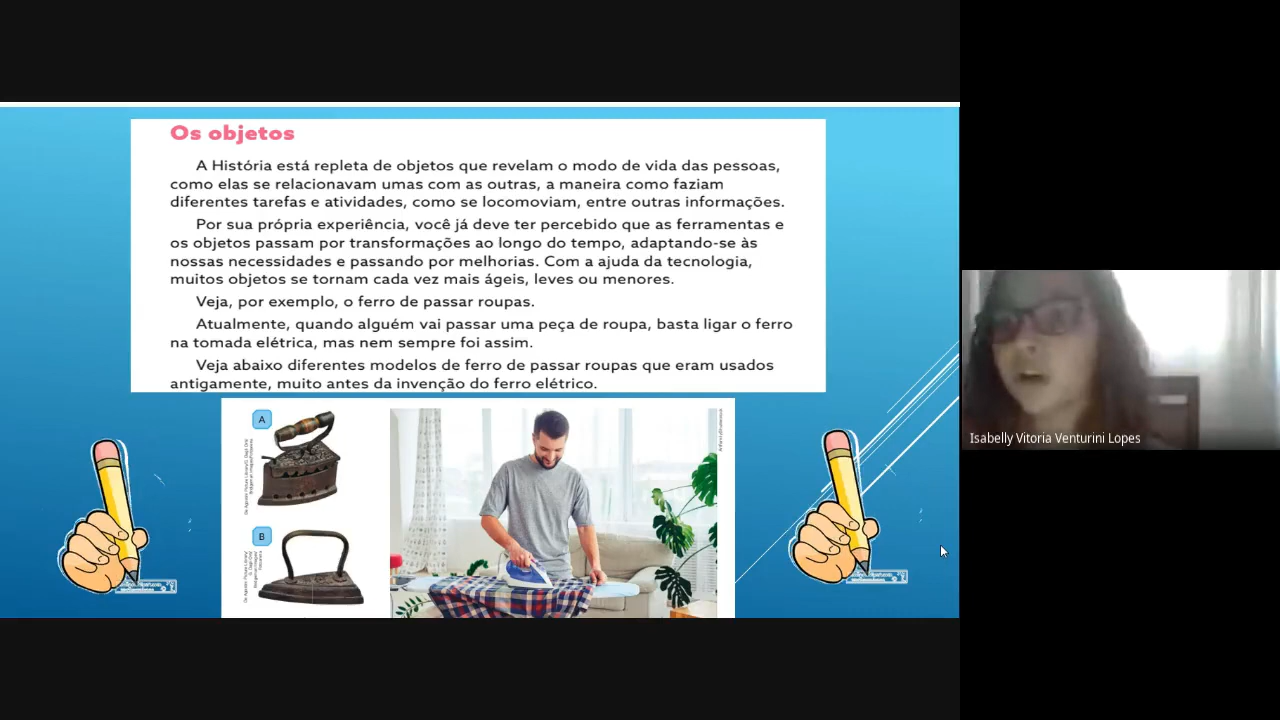 Os objetos
A História está repleta de objetos que revelam o modo de vida das pessoas,
como elas se relacionavam umas com as outras, a maneira como faziam
diferentes tarefas e atividades, como se locomoviam, entre outras informações.
Por sua própria experiência, você já deve ter percebido que as ferramentas e
os objetos passam por transformações ao longo do tempo, adaptando-se às
nossas necessidades e passando por melhorias. Com a ajuda da tecnologia,
muitos objetos se tornam cada vez mais ágeis, leves ou menores.
Veja, por exemplo, o ferro de passar roupas.
Atualmente, quando alguém vai passar uma peça de roupa, basta ligar o ferro
na tomada elétrica, mas nem sempre foi assim.
Veja abaixo diferentes modelos de ferro de passar roupas que eram usados
antigamente, muito antes da invenção do ferro elétrico.
A
B
Isabelly Vitoria Venturini Lopes